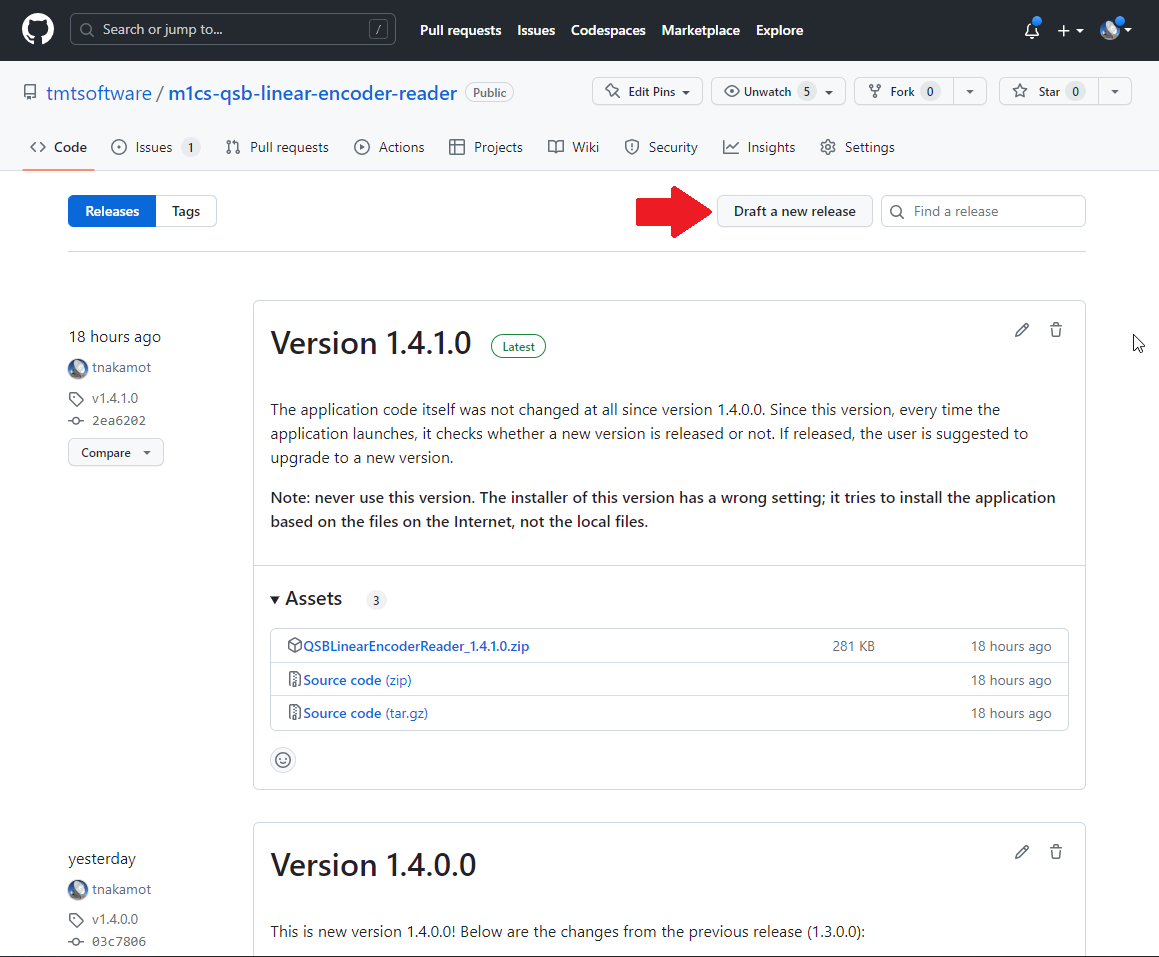 Search or jump to... /
Pull requests Issues Codespaces Marketplace Explore
tmtsoftware / m1cs-qsb-linear-encoder-reader Public
Edit Pins Unwatch 5 Fork 0 Star 0
Code Issues 1 Pull requests Actions Projects Wiki Security Insights Settings
Releases Tags
Draft a new release Find a release
18 hours ago
tnakamot
v1.4.1.0
2ea6202
Compare
Version 1.4.1.0 Latest
The application code itself was not changed at all since version 1.4.0.0. Since this version, every time the
application launches, it checks whether a new version is released or not. If released, the user is suggested to
upgrade to a new version.
Note: never use this version. The installer of this version has a wrong setting; it tries to install the application
based on the files on the Internet, not the local files.
Assets 3
QSBLinearEncoderReader_1.4.1.0.zip 281 KB 18 hours ago
Source code (zip) 18 hours ago
Source code (tar.gz) 18 hours ago
yesterday
tnakamot
v1.4.0.0
03c7806
Version 1.4.0.0
This is new version 1.4.0.0! Below are the changes from the previous release (1.3.0.0):